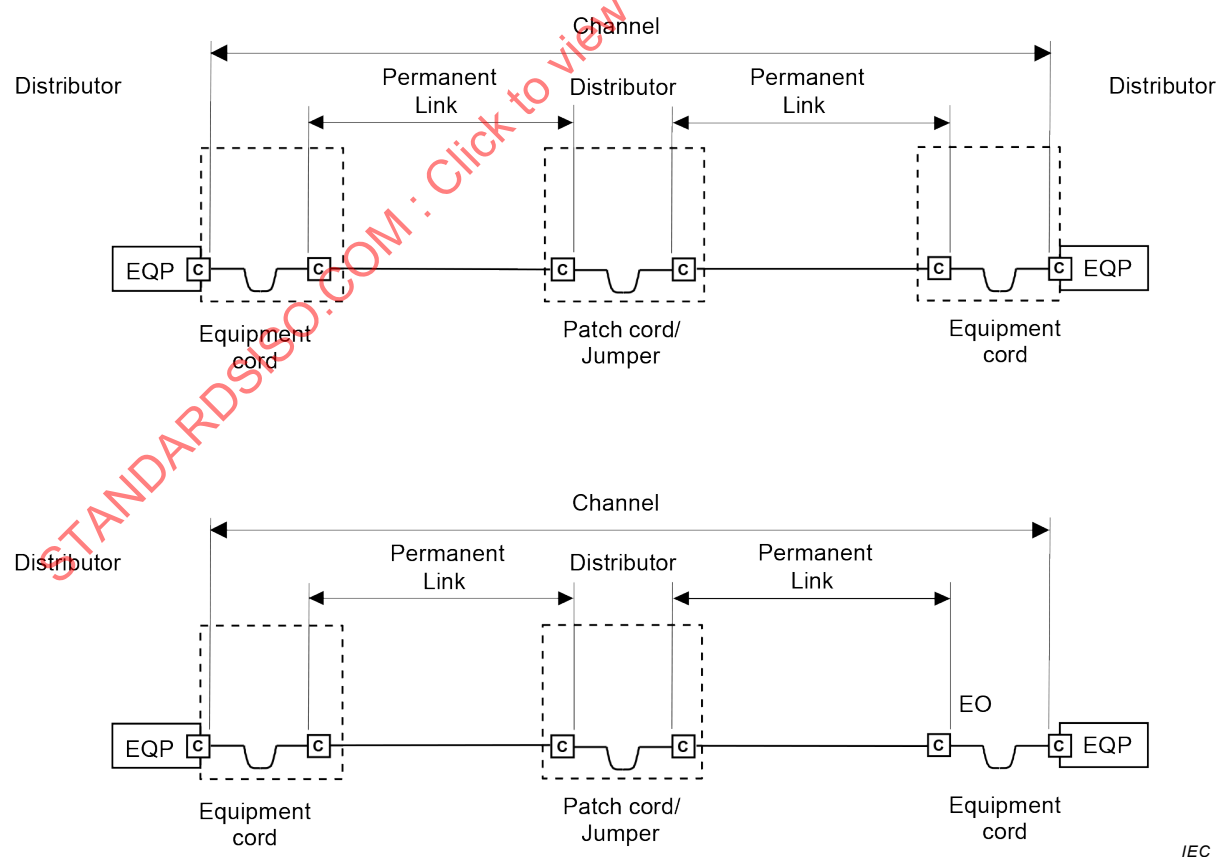 Channel
Distributor
Permanent
Link
Distributor
Permanent
Link
Distributor
EQP
C
C
C
C
C
C
EQP
Equipment
cord
Patch cord/
Jumper
Equipment
cord
STANDARDSISO.COM : Click to view
Channel
Distributor
Permanent
Link
Distributor
Permanent
Link
EO
EQP
C
C
C
C
C
C
EQP
Equipment
cord
Patch cord/
Jumper
Equipment
cord
IEC